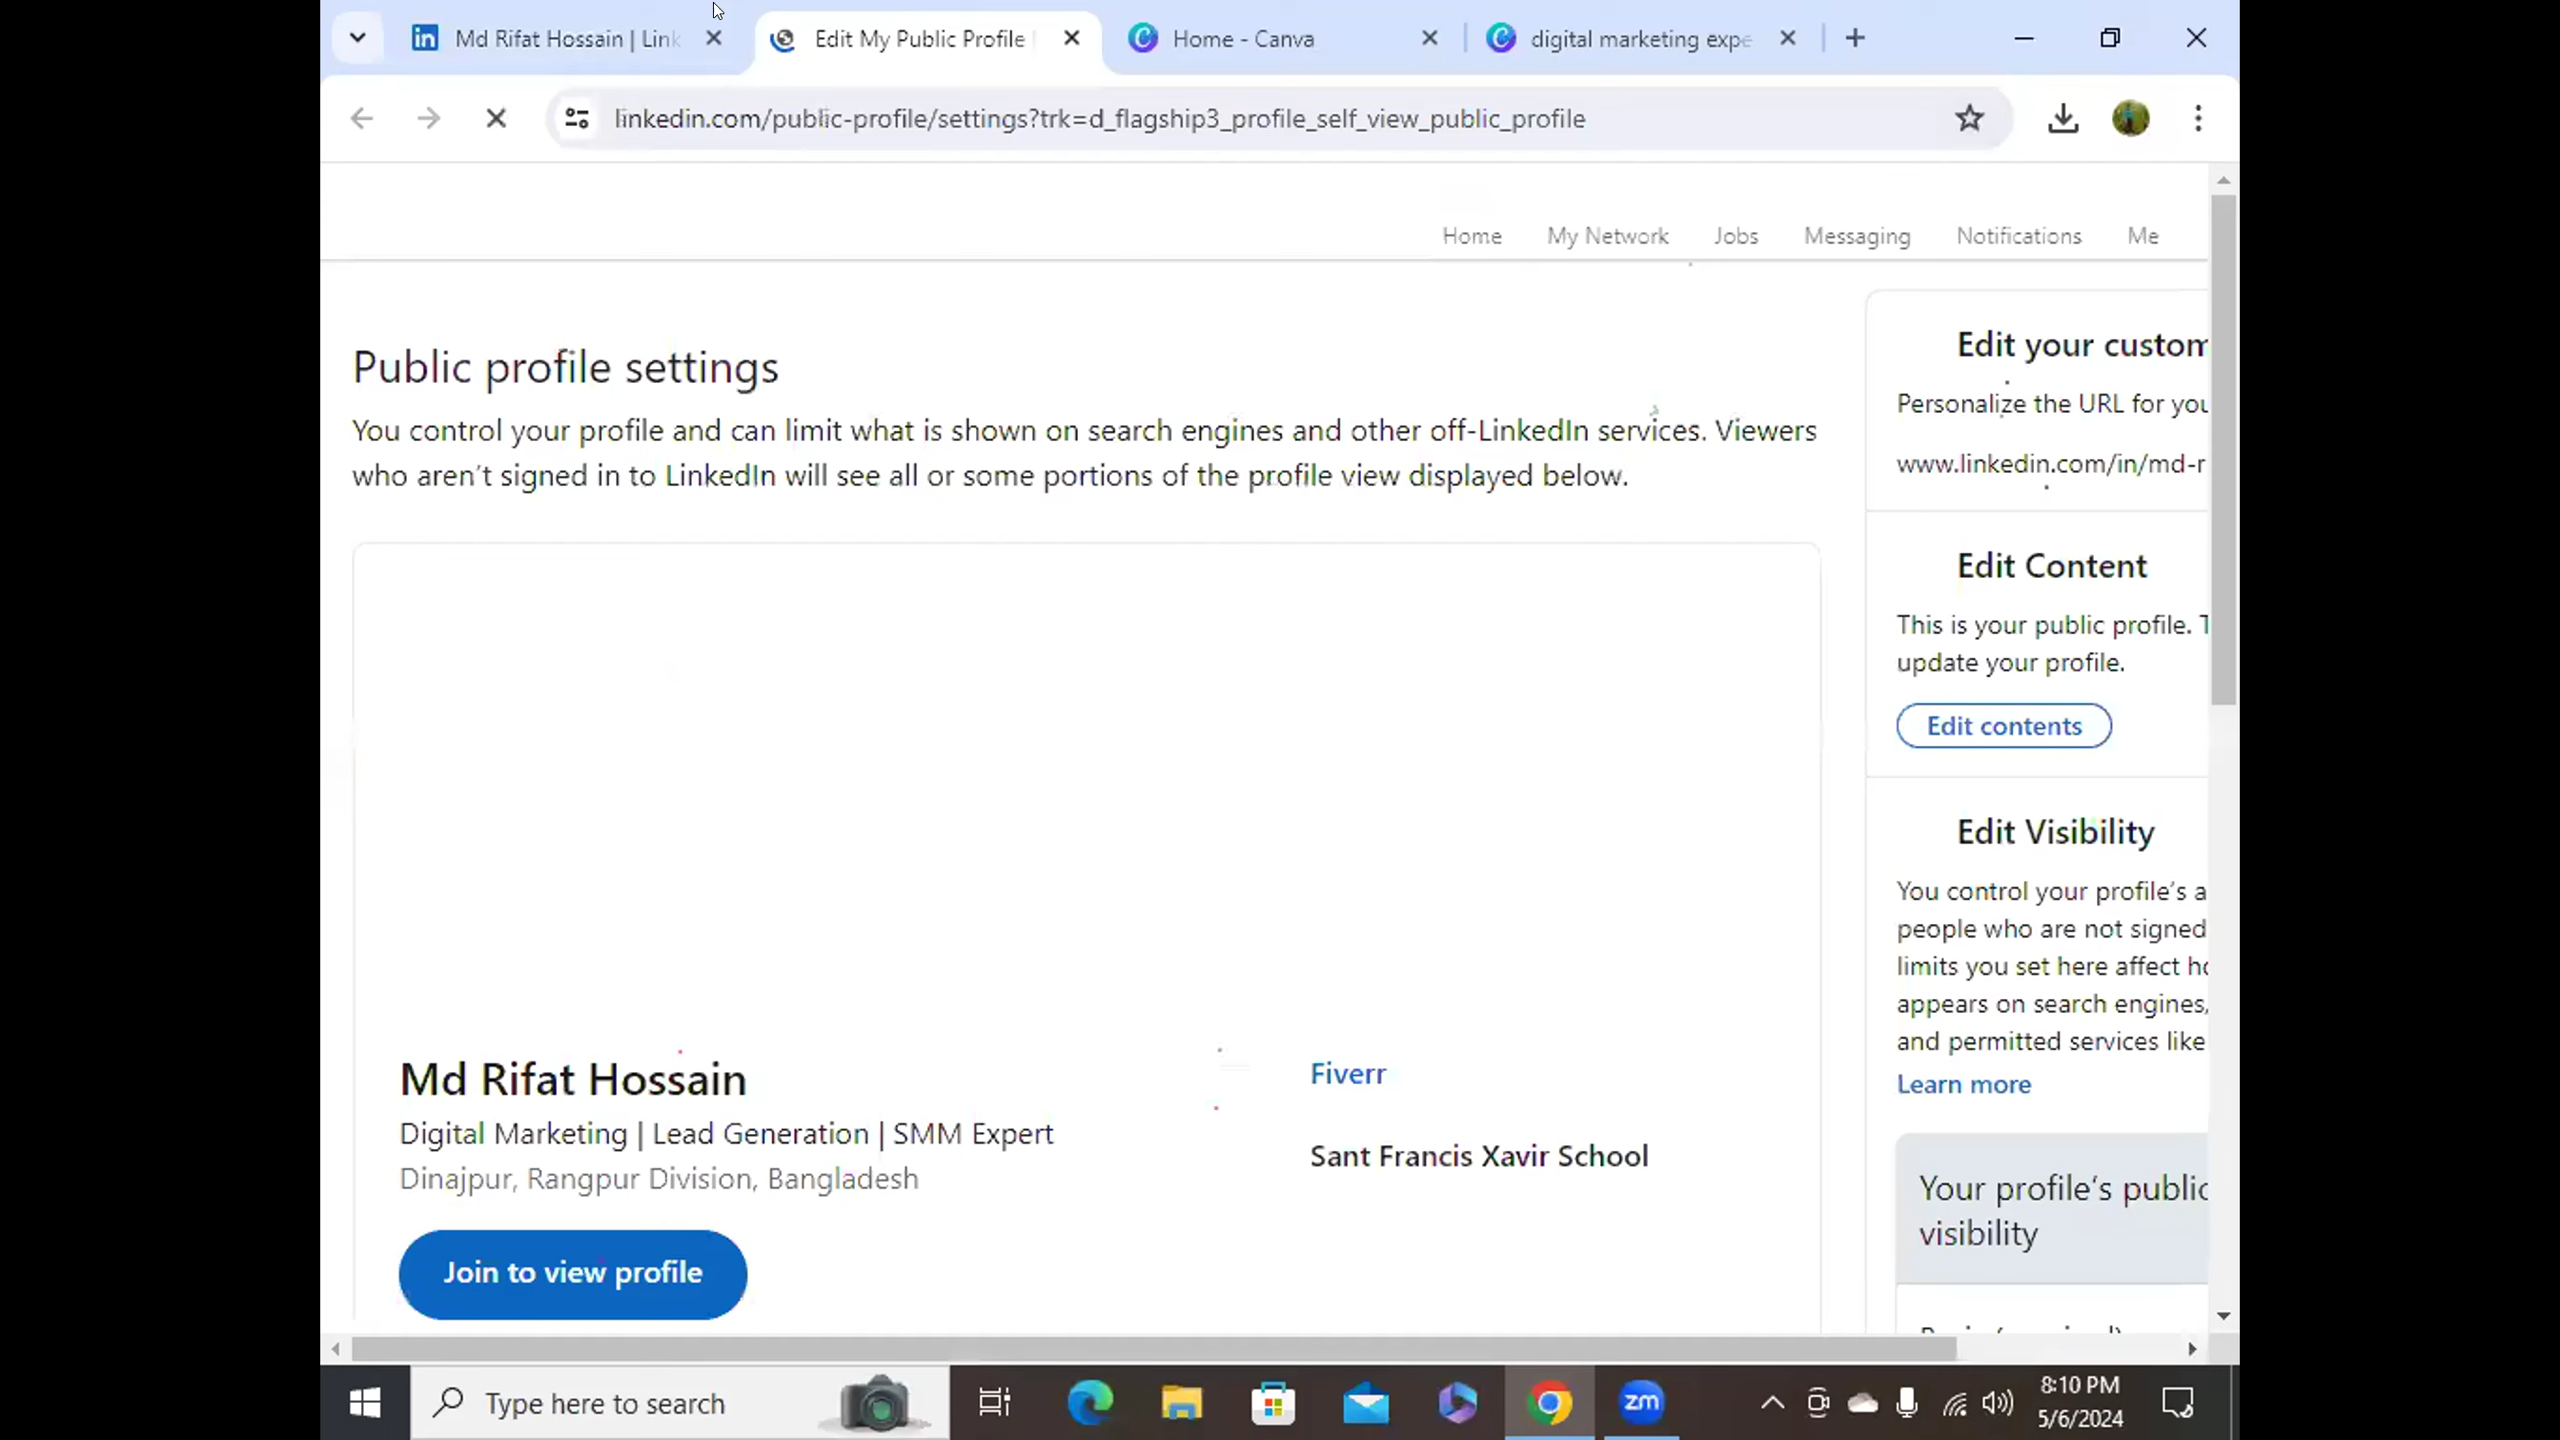 Md Rifat Hossain | Link
Edit My Public Profile
Home - Canva
digital marketing expe
linkedin.com/public-profile/settings?trk=d_flagship3_profile_self_view_public_profile
Home My Network Jobs Messaging Notifications Me
Public profile settings
You control your profile and can limit what is shown on search engines and other off-LinkedIn services. Viewers
who aren't signed in to LinkedIn will see all or some portions of the profile view displayed below.
Md Rifat Hossain
Digital Marketing | Lead Generation | SMM Expert
Dinajpur, Rangpur Division, Bangladesh
Join to view profile
Fiverr
Sant Francis Xavir School
Edit your custom
Personalize the URL for you
www.linkedin.com/in/md-r
Edit Content
This is your public profile. T
update your profile.
Edit contents
Edit Visibility
You control your profile's a
people who are not signed
limits you set here affect ho
appears on search engines,
and permitted services like
Learn more
Your profile's public
visibility
Type here to search
zm
8:10 PM
5/6/2024